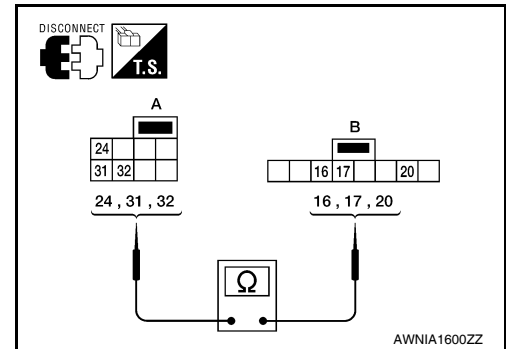 DISCONNECT
T.S.
A
B
24
31 32
16 17 20
24 , 31 , 32
16 , 17 , 20
Ω
AWNIA1600ZZ